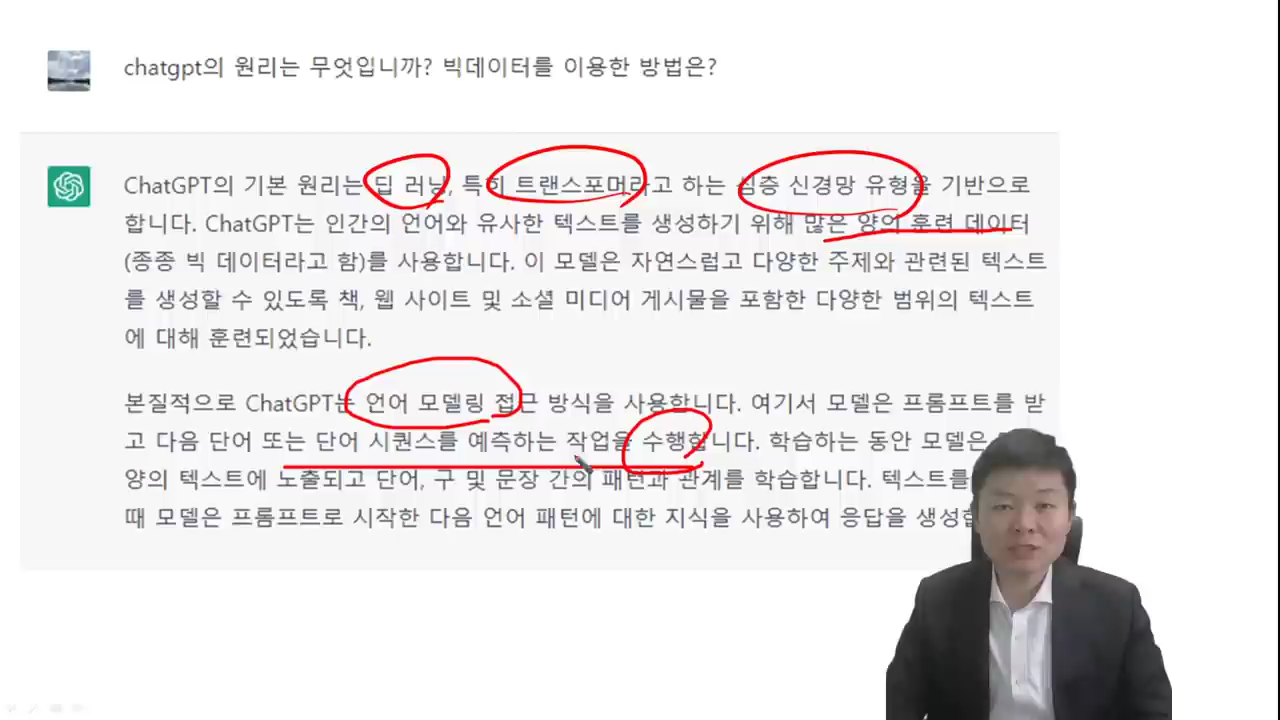 chatgpt의 원리는 무엇입니까? 빅데이터를 이용한 방법은?
ChatGPT의 기본 원리는 딥 러닝, 특히 트랜스포머라고 하는 심층 신경망 유형을 기반으로
합니다. ChatGPT는 인간의 언어와 유사한 텍스트를 생성하기 위해 많은 양의 훈련 데이터
(종종 빅 데이터라고 함)를 사용합니다. 이 모델은 자연스럽고 다양한 주제와 관련된 텍스트
를 생성할 수 있도록 책, 웹 사이트 및 소셜 미디어 게시물을 포함한 다양한 범위의 텍스트
에 대해 훈련되었습니다.
본질적으로 ChatGPT는 언어 모델링 접근 방식을 사용합니다. 여기서 모델은 프롬프트를 받
고 다음 단어 또는 단어 시퀀스를 예측하는 작업을 수행합니다. 학습하는 동안 모델은
양의 텍스트에 노출되고 단어, 구 및 문장 간의 패턴과 관계를 학습합니다. 텍스트를
때 모델은 프롬프트로 시작한 다음 언어 패턴에 대한 지식을 사용하여 응답을